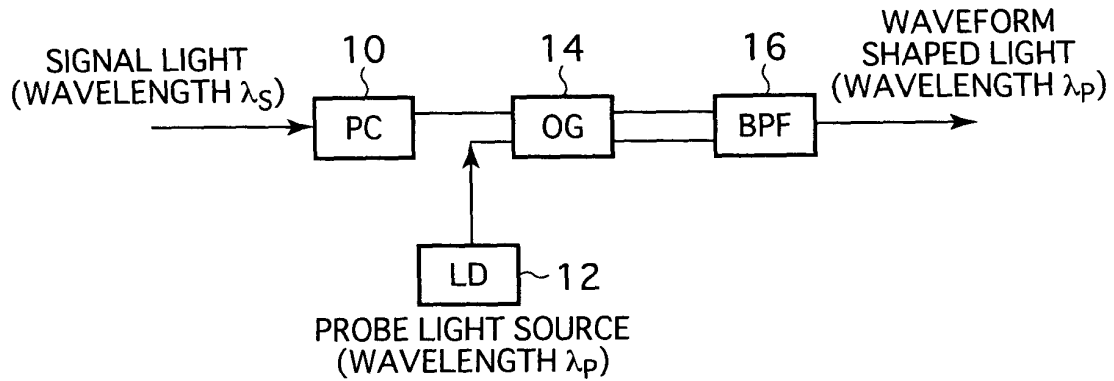 SIGNAL LIGHT
(WAVELENGTH λS)
10
PC
14
OG
16
BPF
WAVEFORM
SHAPED LIGHT
(WAVELENGTH λP)
LD
12
PROBE LIGHT SOURCE
(WAVELENGTH λP)